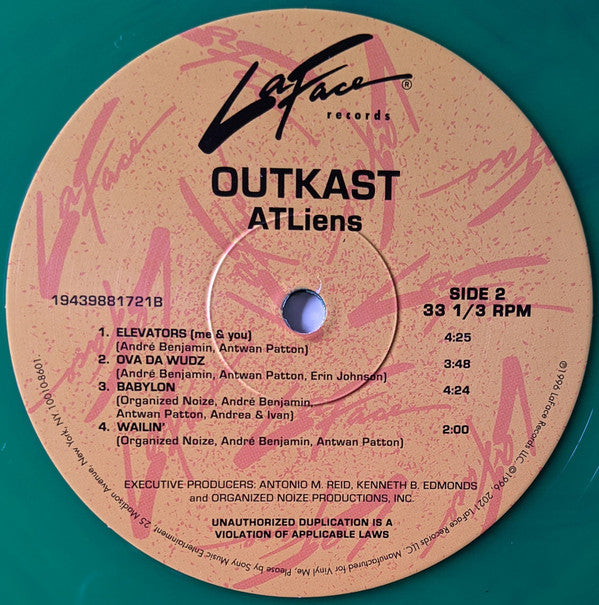 LaFace®
records
OUTKAST
ATLiens
19439881721B
SIDE 2
33 1/3 RPM
1. ELEVATORS (me & you) 4:25
(André Benjamin, Antwan Patton)
2. OVA DA WUDZ 3:48
(André Benjamin, Antwan Patton, Erin Johnson)
3. BABYLON 4:24
(Organized Noize, André Benjamin,
Antwan Patton, Andrea & Ivan)
4. WAILIN' 2:00
(Organized Noize, André Benjamin, Antwan Patton)
EXECUTIVE PRODUCERS: ANTONIO M. REID, KENNETH B. EDMONDS
and ORGANIZED NOIZE PRODUCTIONS, INC.
UNAUTHORIZED DUPLICATION IS A
VIOLATION OF APPLICABLE LAWS
℗1996 LaFace Records LLC. ©1996, 2021 LaFace Records LLC. Manufactured for Vinyl Me, Please by Sony Music Entertainment, 25 Madison Avenue, New York, NY 10010-8601
LaFace
LaFace
LaFace